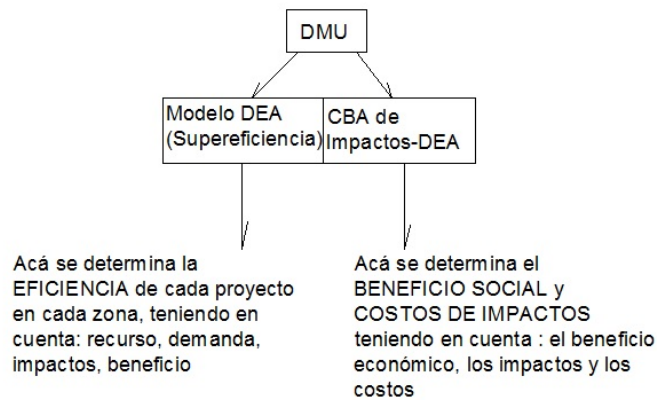 DMU
Modelo DEA
(Supereficiencia)
CBA de
Impactos-DEA
Acá se determina la
EFICIENCIA de cada proyecto
en cada zona, teniendo en
cuenta: recurso, demanda,
impactos, beneficio
Acá se determina el
BENEFICIO SOCIAL y
COSTOS DE IMPACTOS
teniendo en cuenta : el beneficio
económico, los impactos y los
costos